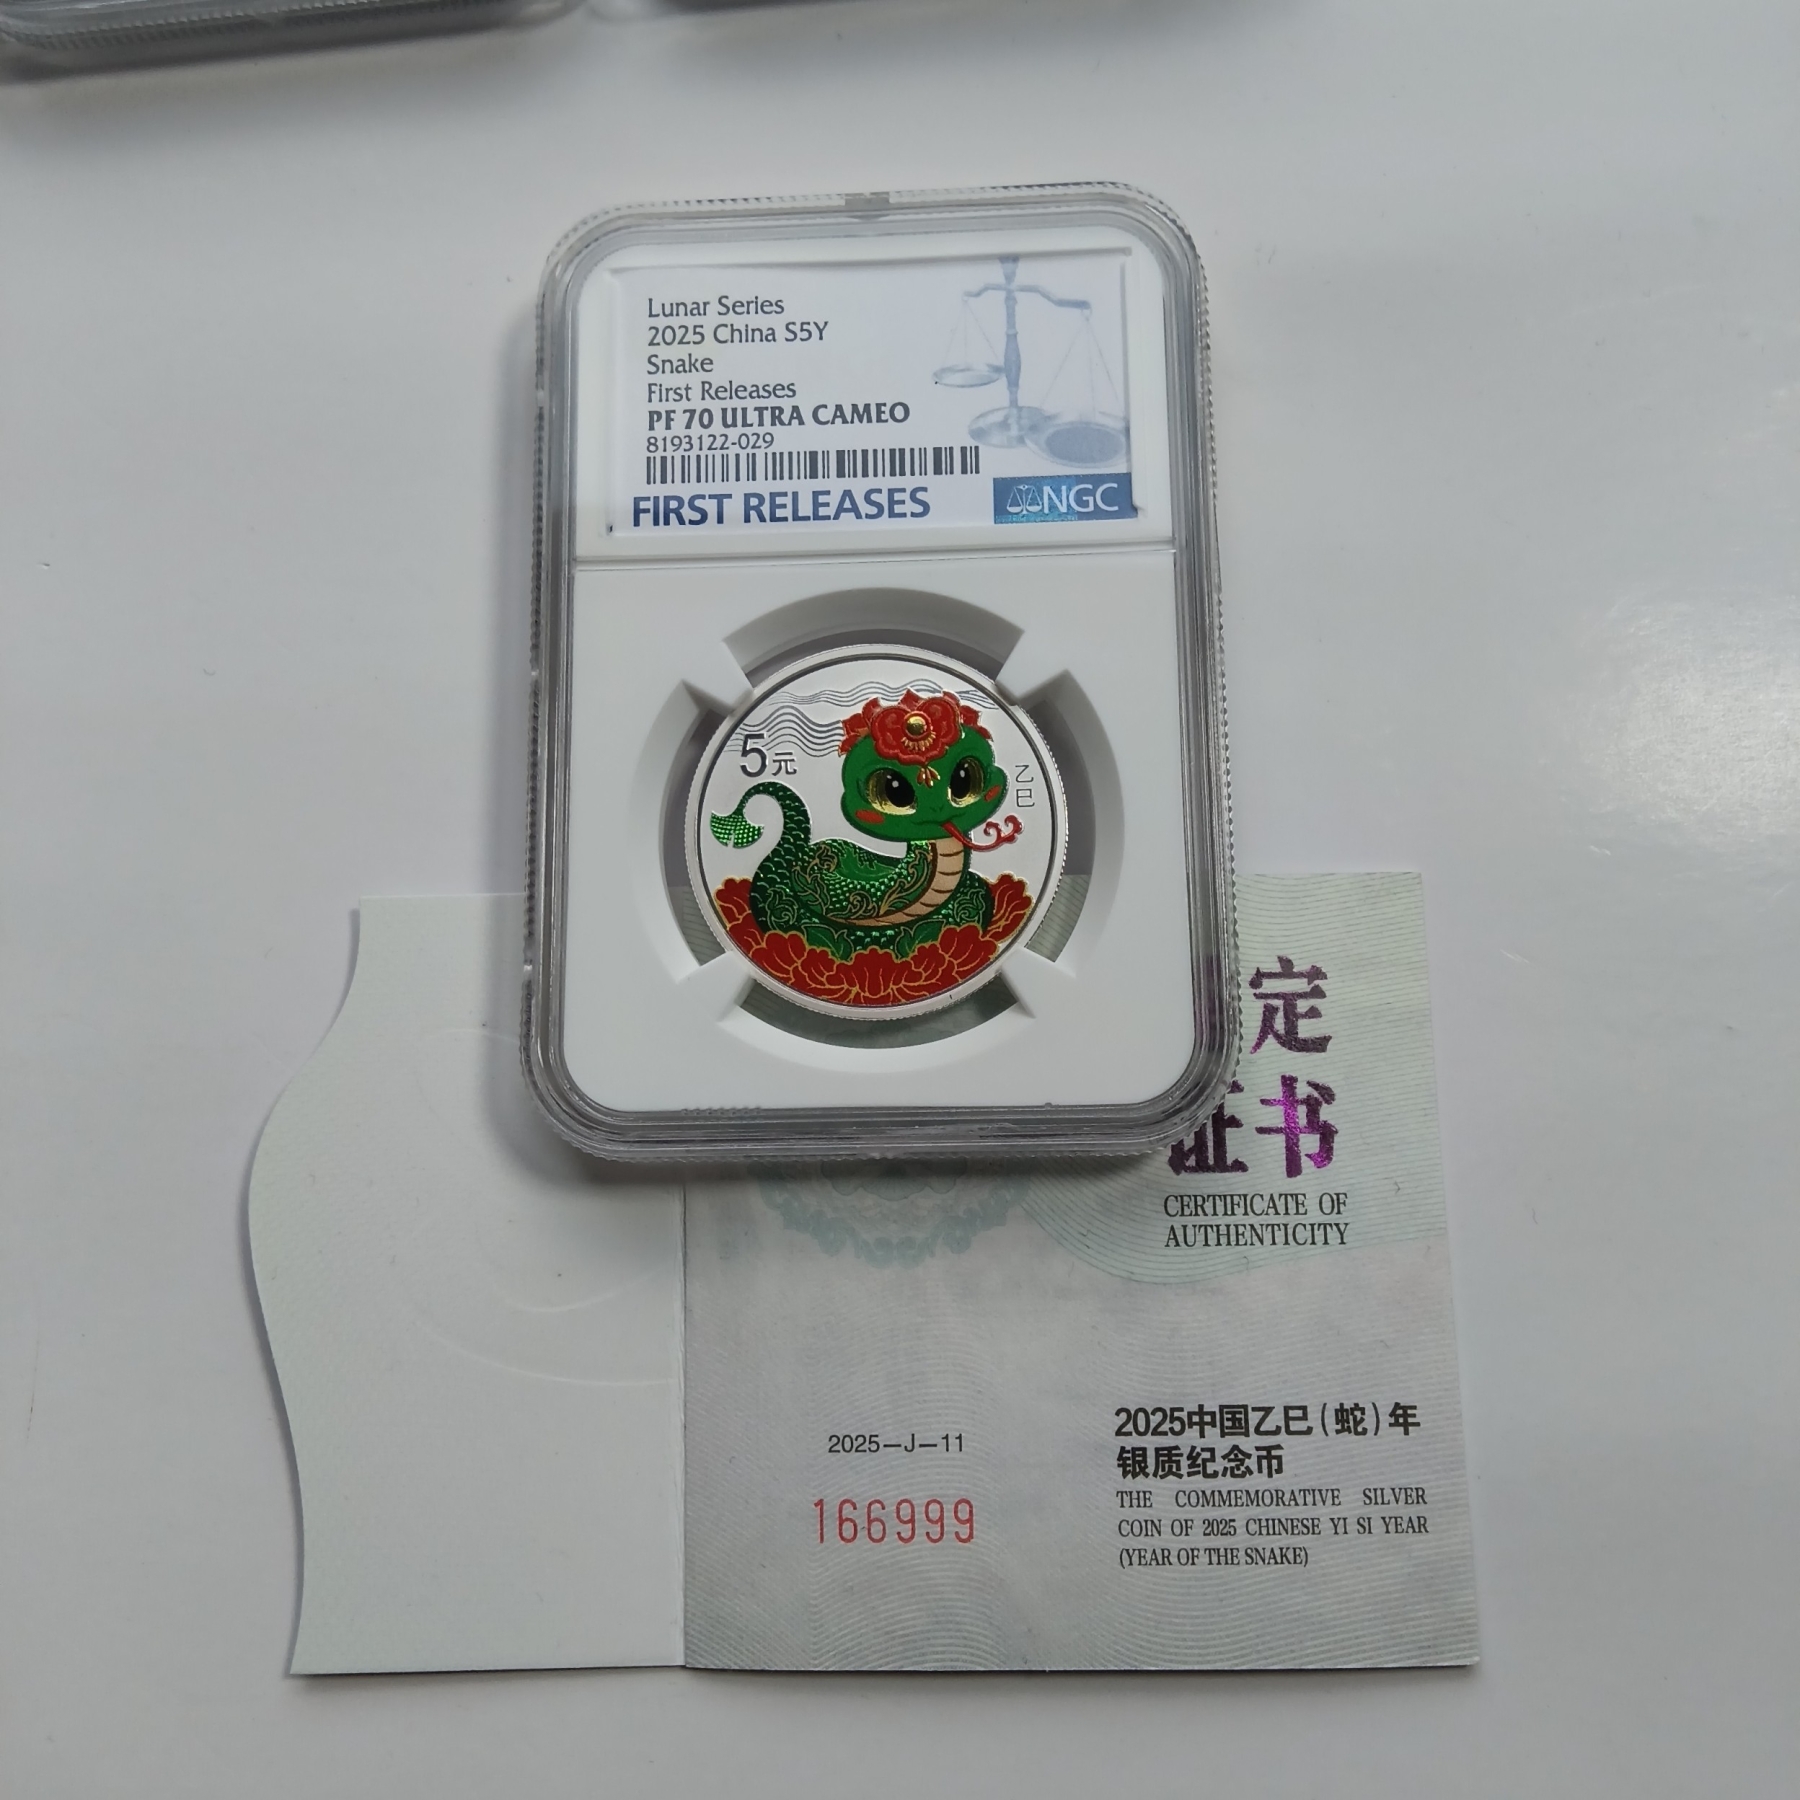 Lunar Series
2025 China S5Y
Snake
First Releases
PF 70 ULTRA CAMEO
8193122-029
FIRST RELEASES
NGC
5元
乙
巳
定
证书
CERTIFICATE OF
AUTHENTICITY
2025—J—11
166999
2025中国乙巳(蛇)年
银质纪念币
THE COMMEMORATIVE SILVER
COIN OF 2025 CHINESE YI SI YEAR
(YEAR OF THE SNAKE)